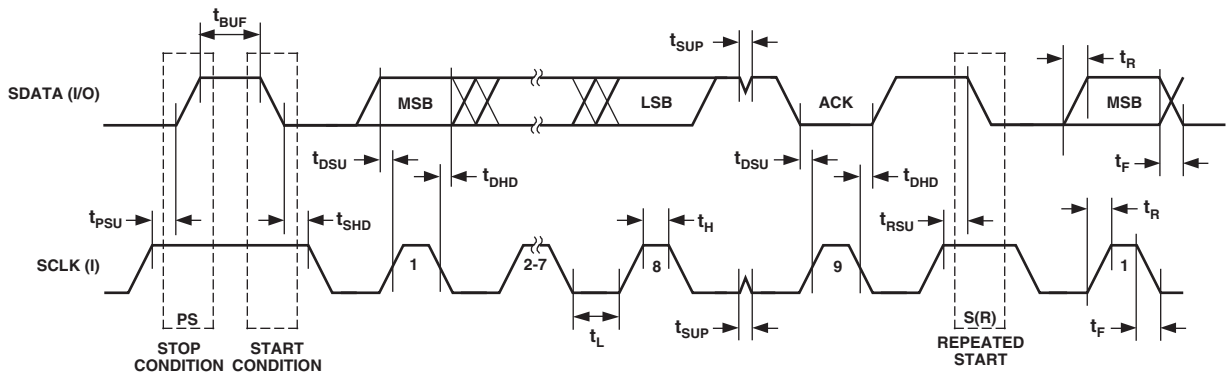 tBUF
tSUP
tR
SDATA (I/O)
MSB
LSB
ACK
MSB
tDSU
tDHD
tDSU
tDHD
tF
tPSU
tSHD
tH
tRSU
tR
SCLK (I)
1
2-7
8
9
1
PS
tL
tSUP
S(R)
tF
STOP CONDITION
START CONDITION
REPEATED START